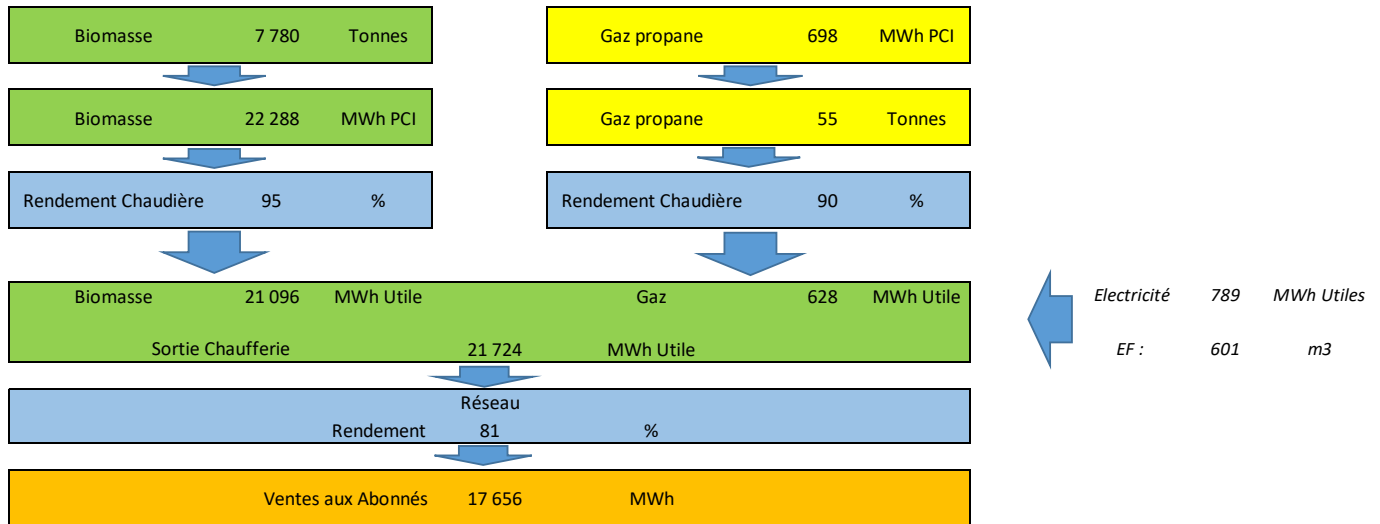 Biomasse 7 780 Tonnes
Gaz propane 698 MWh PCI
Biomasse 22 288 MWh PCI
Gaz propane 55 Tonnes
Rendement Chaudière 95 %
Rendement Chaudière 90 %
Biomasse 21 096 MWh Utile Gaz 628 MWh Utile
Sortie Chaufferie 21 724 MWh Utile
Electricité 789 MWh Utiles
EF : 601 m3
Réseau
Rendement 81 %
Ventes aux Abonnés 17 656 MWh